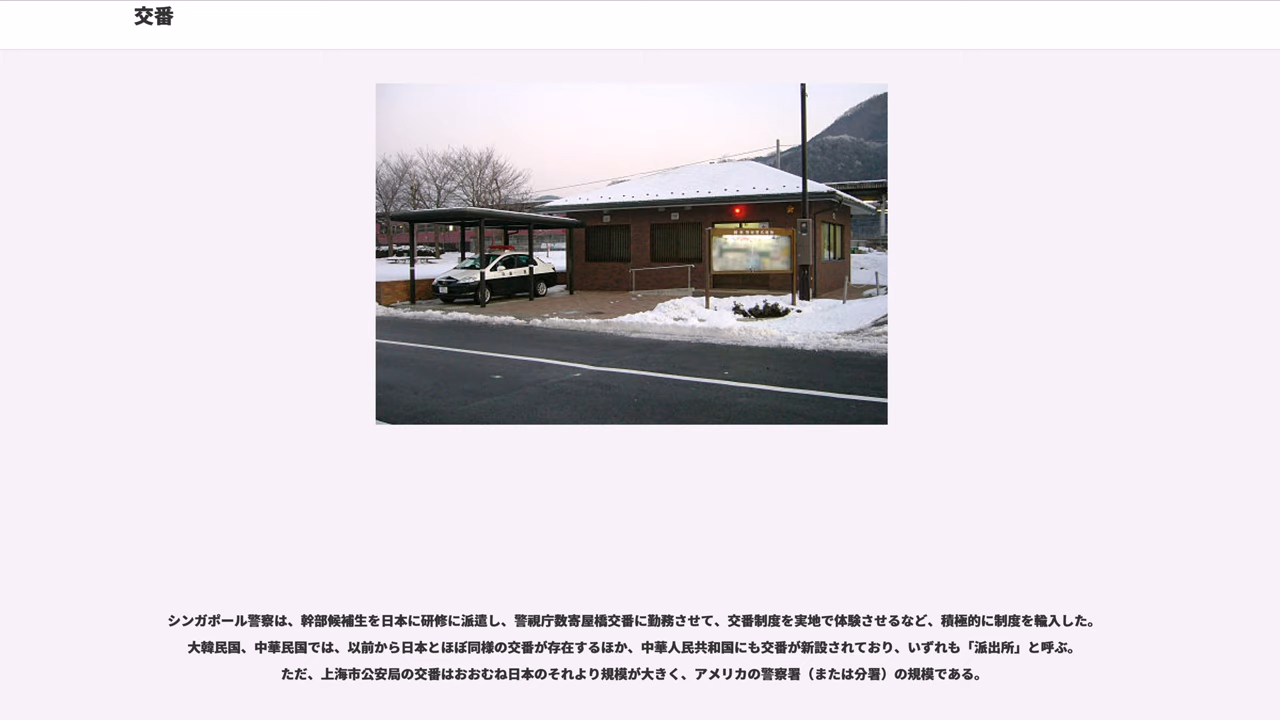 交番
シンガポール警察は、幹部候補生を日本に研修に派遣し、警視庁数寄屋橋交番に勤務させて、交番制度を実地で体験させるなど、積極的に制度を輸入した。
大韓民国、中華民国では、以前から日本とほぼ同様の交番が存在するほか、中華人民共和国にも交番が新設されており、いずれも「派出所」と呼ぶ。
ただ、上海市公安局の交番はおおむね日本のそれより規模が大きく、アメリカの警察署（または分署）の規模である。